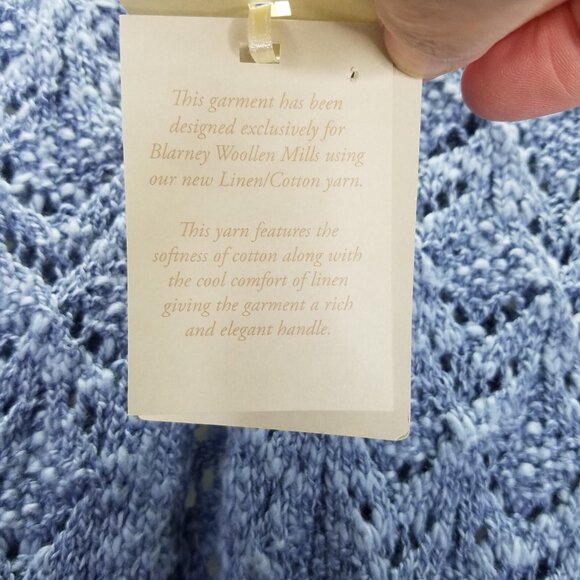 This garment has been
designed exclusively for
Blarney Woollen Mills using
our new Linen/Cotton yarn.
This yarn features the
softness of cotton along with
the cool comfort of linen
giving the garment a rich
and elegant handle.